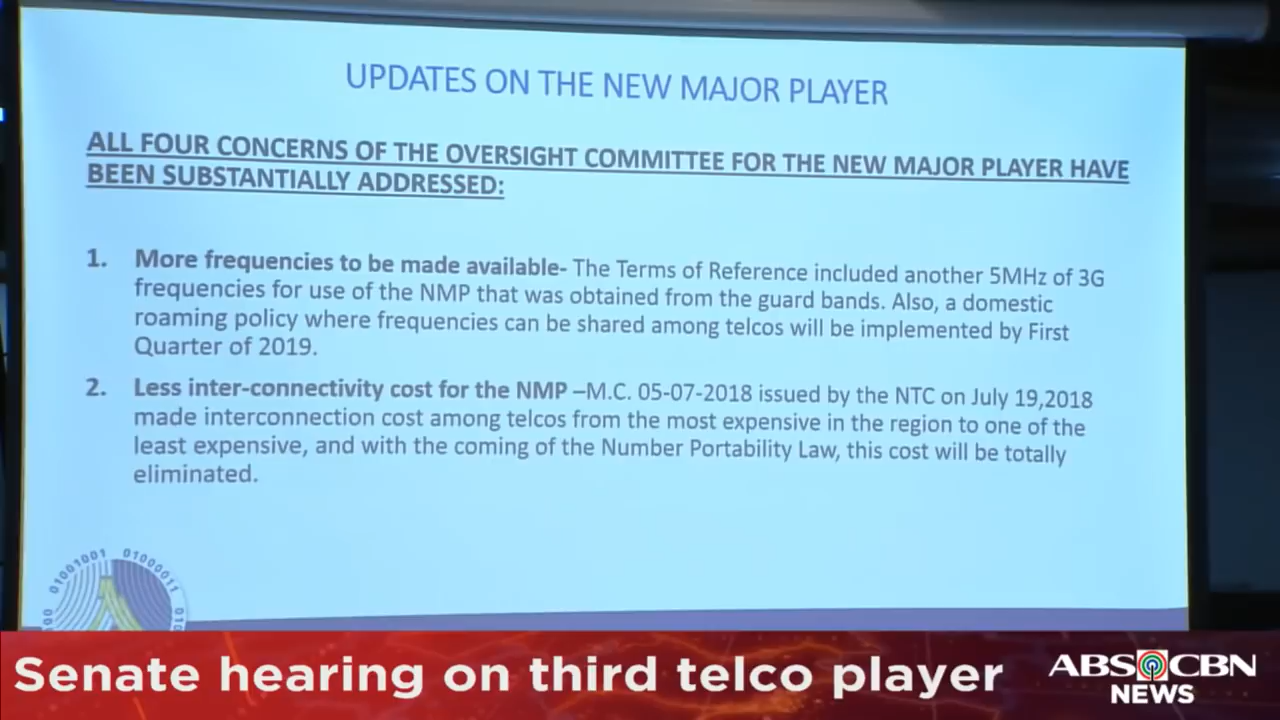 UPDATES ON THE NEW MAJOR PLAYER
ALL FOUR CONCERNS OF THE OVERSIGHT COMMITTEE FOR THE NEW MAJOR PLAYER HAVE
BEEN SUBSTANTIALLY ADDRESSED:
1. More frequencies to be made available- The Terms of Reference included another 5MHz of 3G
frequencies for use of the NMP that was obtained from the guard bands. Also, a domestic
roaming policy where frequencies can be shared among telcos will be implemented by First
Quarter of 2019.
2. Less inter-connectivity cost for the NMP –M.C. 05-07-2018 issued by the NTC on July 19,2018
made interconnection cost among telcos from the most expensive in the region to one of the
least expensive, and with the coming of the Number Portability Law, this cost will be totally
eliminated.
01001001 01000011
Senate hearing on third telco player
ABS CBN
NEWS